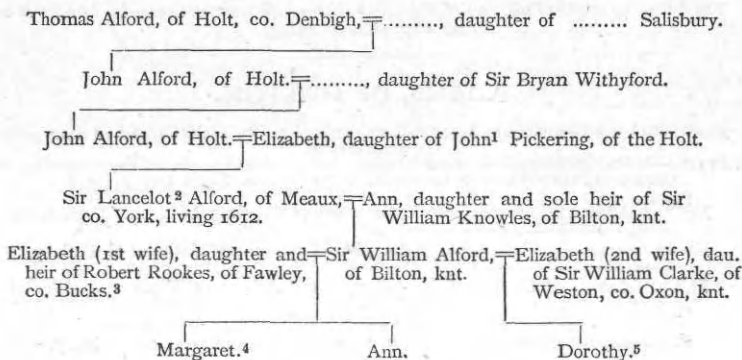 Thomas Alford, of Holt, co. Denbigh,=........., daughter of ......... Salisbury.
John Alford, of Holt.=........., daughter of Sir Bryan Withyford.
John Alford, of Holt.=Elizabeth, daughter of John¹ Pickering, of the Holt.
Sir Lancelot² Alford, of Meaux,=Ann, daughter and sole heir of Sir
co. York, living 1612. William Knowles, of Bilton, knt.
Elizabeth (1st wife), daughter and=Sir William Alford,=Elizabeth (2nd wife), dau.
heir of Robert Rookes, of Fawley, of Bilton, knt. of Sir William Clarke, of
co. Bucks.³ Weston, co. Oxon, knt.
Margaret.⁴ Ann. Dorothy.⁵